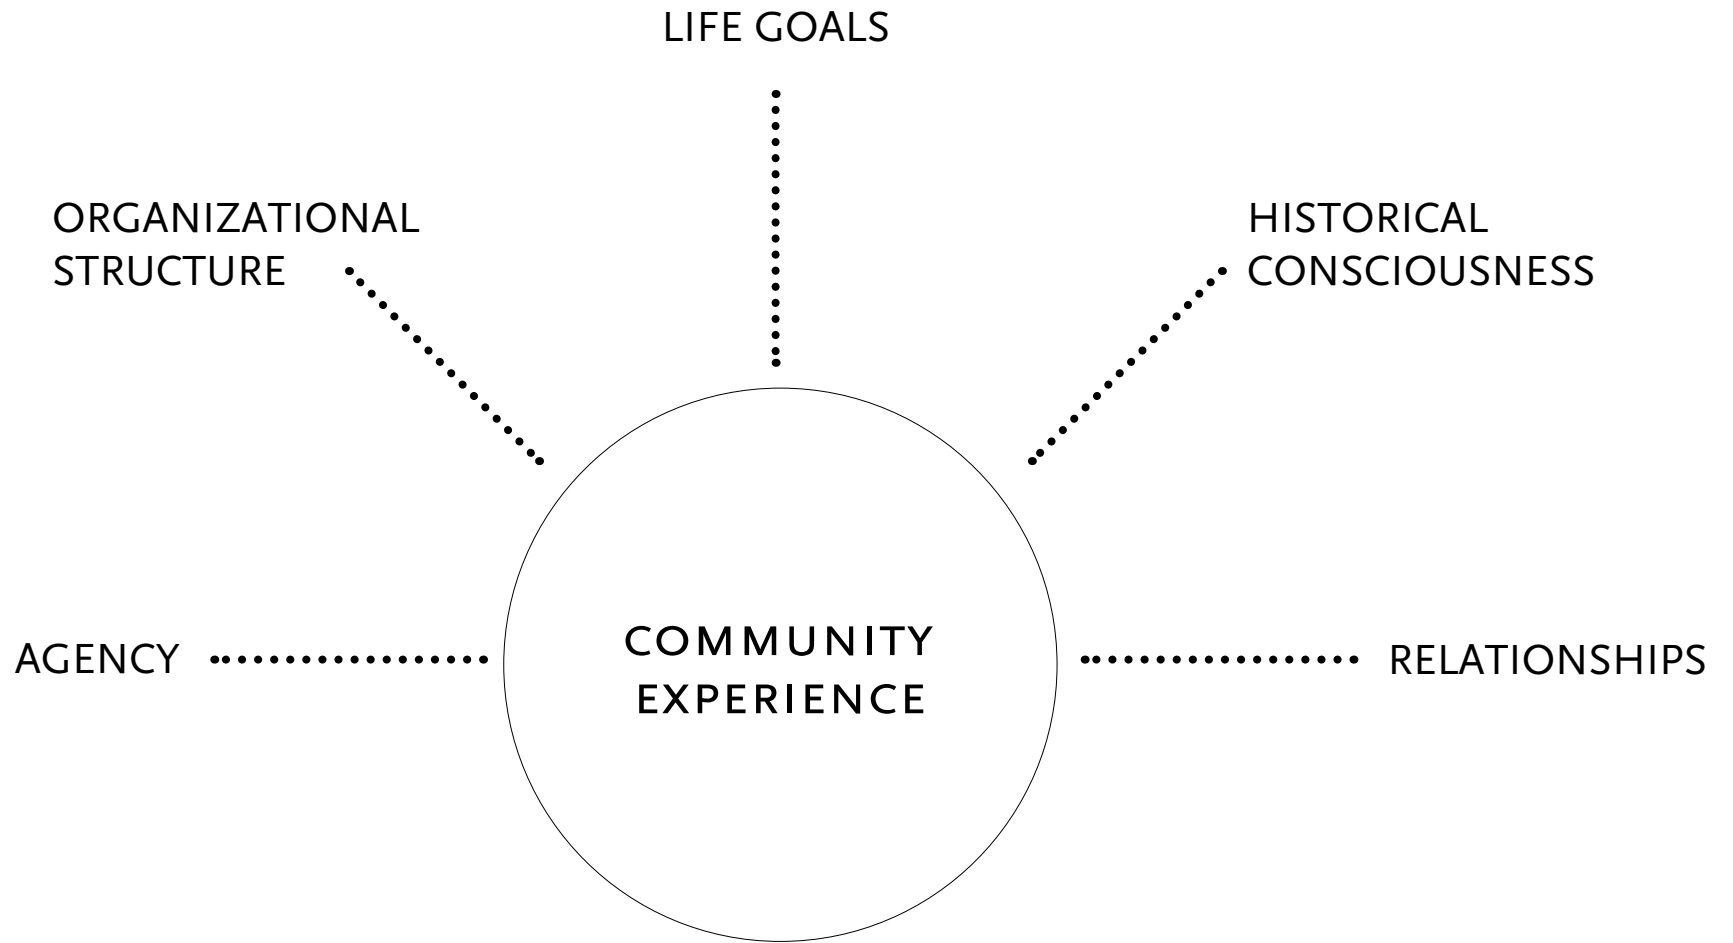 LIFE GOALS
ORGANIZATIONAL
STRUCTURE
HISTORICAL
CONSCIOUSNESS
AGENCY
COMMUNITY
EXPERIENCE
RELATIONSHIPS